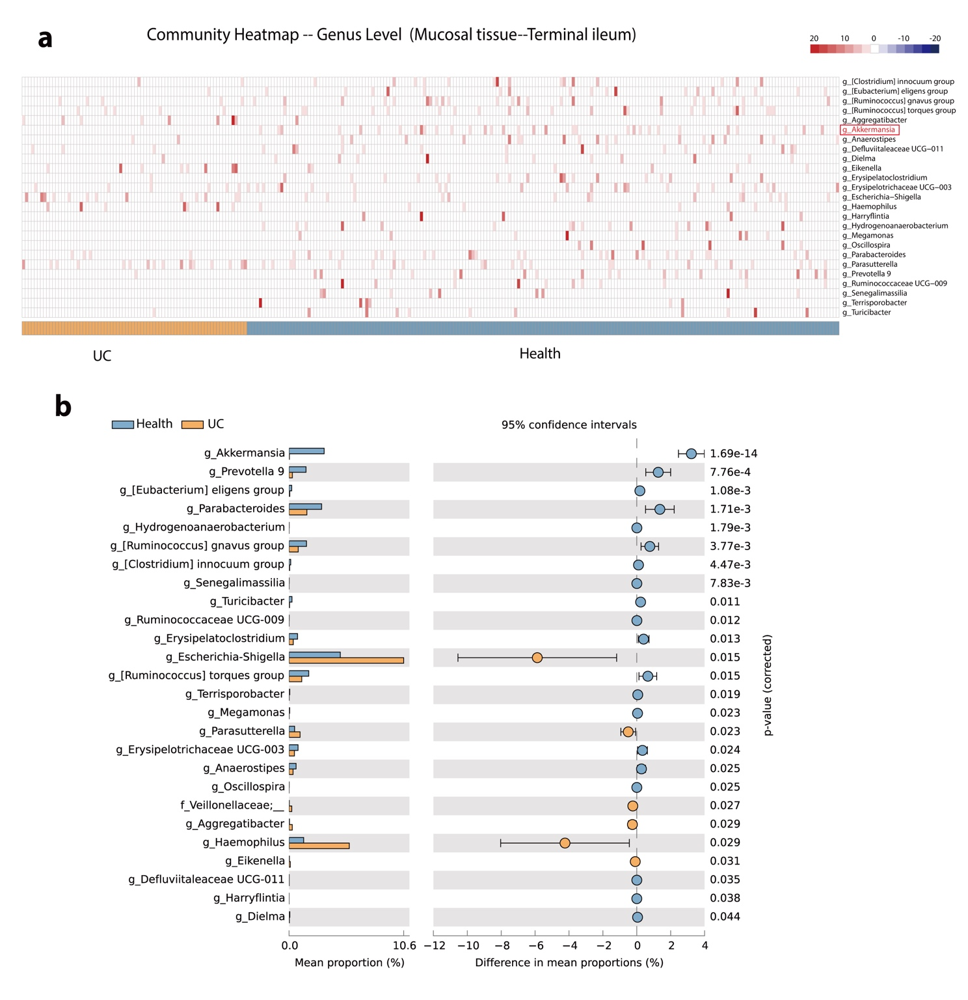 a
Community Heatmap -- Genus Level (Mucosal tissue--Terminal ileum)
20 10 0 -10 -20
g_[Clostridium] innocuum group
g_[Eubacterium] eligens group
g_[Ruminococcus] gnavus group
g_[Ruminococcus] torques group
g_Aggregatibacter
g_Akkermansia
g_Anaerostipes
g_Defluviitaleaceae UCG−011
g_Dielma
g_Eikenella
g_Erysipelatoclostridium
g_Erysipelotrichaceae UCG−003
g_Escherichia−Shigella
g_Haemophilus
g_Harryflintia
g_Hydrogenoanaerobacterium
g_Megamonas
g_Oscillospira
g_Parabacteroides
g_Parasutterella
g_Prevotella 9
g_Ruminococcaceae UCG−009
g_Senegalimassilia
g_Terrisporobacter
g_Turicibacter
UC Health
b
Health UC
95% confidence intervals
g_Akkermansia 1.69e-14
g_Prevotella 9 7.76e-4
g_[Eubacterium] eligens group 1.08e-3
g_Parabacteroides 1.71e-3
g_Hydrogenoanaerobacterium 1.79e-3
g_[Ruminococcus] gnavus group 3.77e-3
g_[Clostridium] innocuum group 4.47e-3
g_Senegalimassilia 7.83e-3
g_Turicibacter 0.011
g_Ruminococcaceae UCG-009 0.012
g_Erysipelatoclostridium 0.013
g_Escherichia-Shigella 0.015
g_[Ruminococcus] torques group 0.015
g_Terrisporobacter 0.019
g_Megamonas 0.023
g_Parasutterella 0.023
g_Erysipelotrichaceae UCG-003 0.024
g_Anaerostipes 0.025
g_Oscillospira 0.025
f_Veillonellaceae;__ 0.027
g_Aggregatibacter 0.029
g_Haemophilus 0.029
g_Eikenella 0.031
g_Defluviitaleaceae UCG-011 0.035
g_Harryflintia 0.038
g_Dielma 0.044
p-value (corrected)
0.0 10.6 −12 −10 −8 −6 −4 −2 0 2 4
Mean proportion (%) Difference in mean proportions (%)